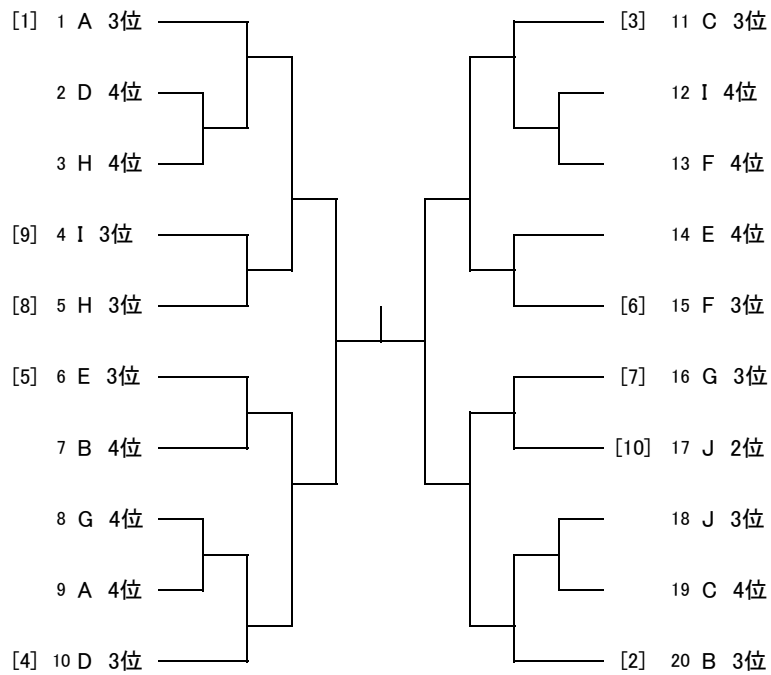 [1] 1 A 3位
2 D 4位
3 H 4位
[9] 4 I 3位
[8] 5 H 3位
[5] 6 E 3位
7 B 4位
8 G 4位
9 A 4位
[4] 10 D 3位
[3] 11 C 3位
12 I 4位
13 F 4位
14 E 4位
[6] 15 F 3位
[7] 16 G 3位
[10] 17 J 2位
18 J 3位
19 C 4位
[2] 20 B 3位